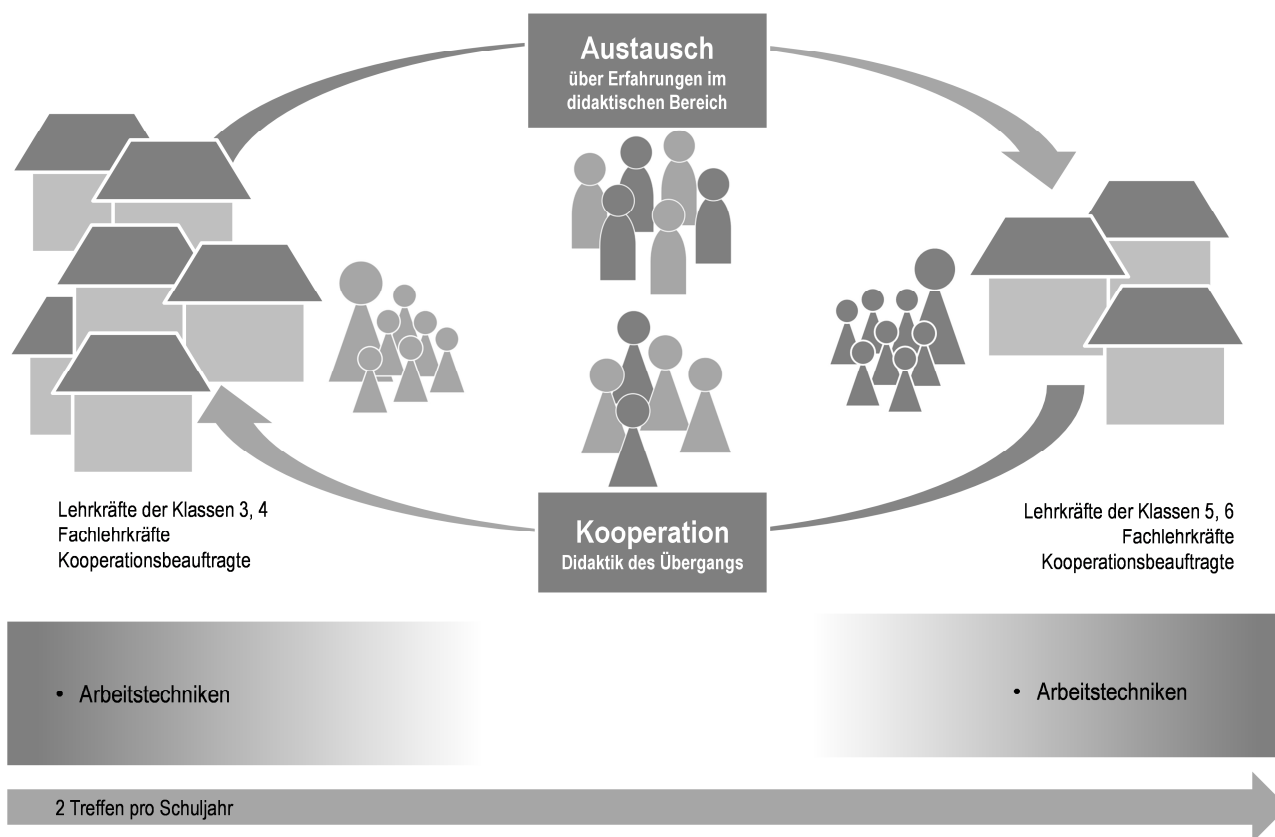 Austausch
über Erfahrungen im
didaktischen Bereich
Kooperation
Didaktik des Übergangs
Lehrkräfte der Klassen 3, 4
Fachlehrkräfte
Kooperationsbeauftragte
Lehrkräfte der Klassen 5, 6
Fachlehrkräfte
Kooperationsbeauftragte
• Arbeitstechniken
• Arbeitstechniken
2 Treffen pro Schuljahr